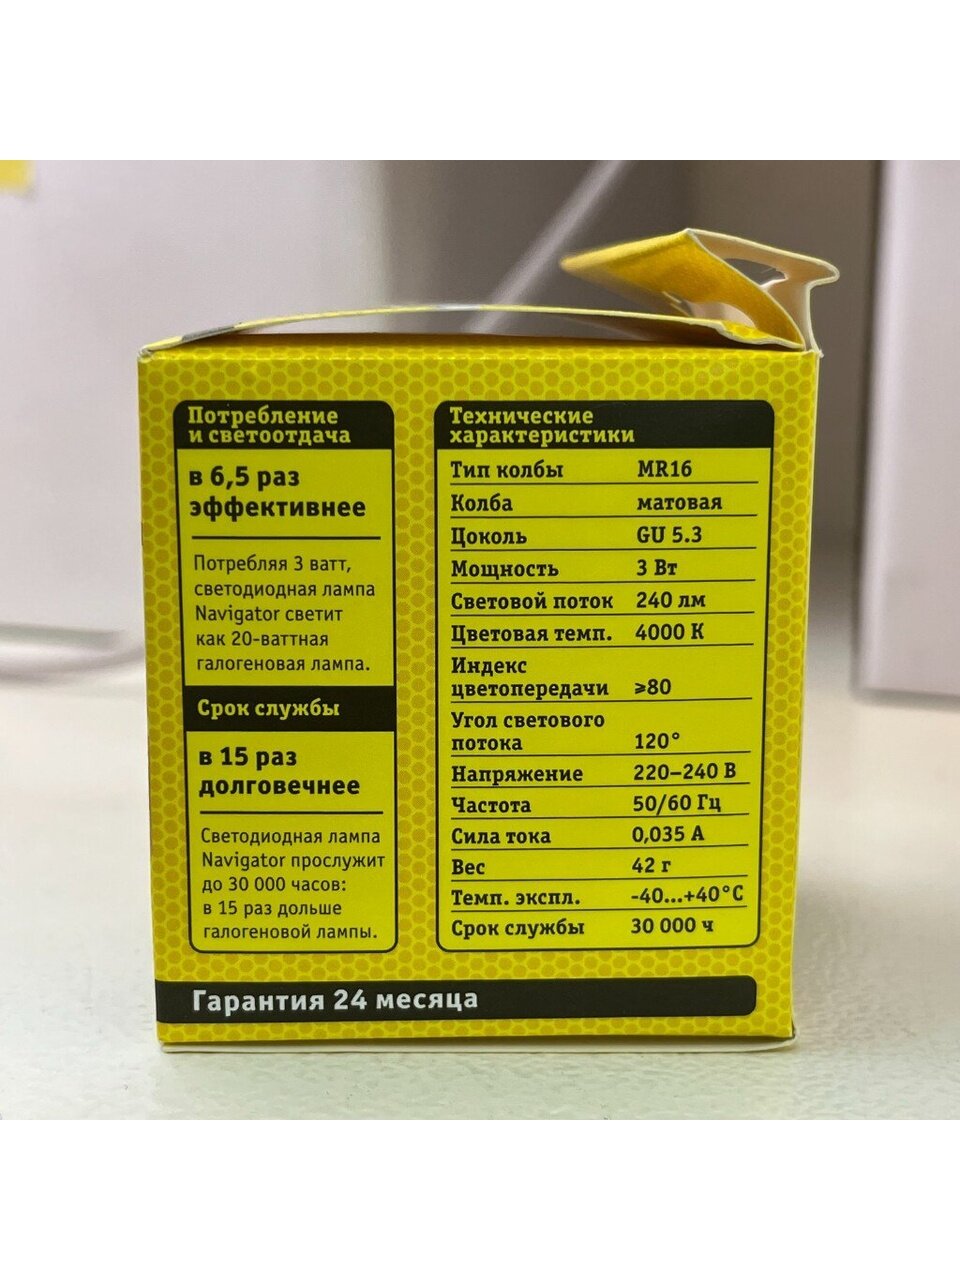 Потребление
и светоотдача
в 6,5 раз
эффективнее
Потребляя 3 ватт,
светодиодная лампа
Navigator светит
как 20-ваттная
галогеновая лампа.
Срок службы
в 15 раз
долговечнее
Светодиодная лампа
Navigator прослужит
до 30 000 часов:
в 15 раз дольше
галогеновой лампы.
Технические
характеристики
Тип колбы MR16
Колба матовая
Цоколь GU 5.3
Мощность 3 Вт
Световой поток 240 лм
Цветовая темп. 4000 К
Индекс
цветопередачи ≥80
Угол светового
потока 120°
Напряжение 220–240 В
Частота 50/60 Гц
Сила тока 0,035 А
Вес 42 г
Темп. экспл. -40...+40°C
Срок службы 30 000 ч
Гарантия 24 месяца